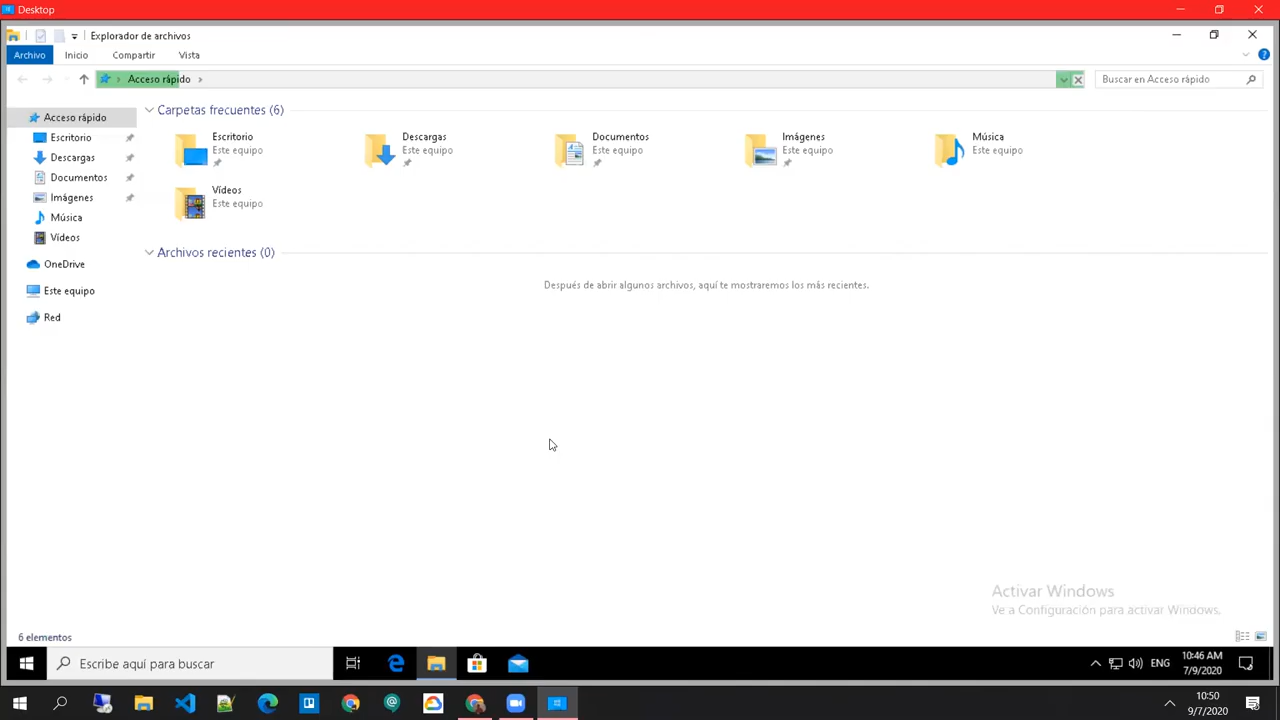 Desktop
Explorador de archivos
Archivo
Inicio
Compartir
Vista
Acceso rápido
Buscar en Acceso rápido
Acceso rápido
Escritorio
Descargas
Documentos
Imágenes
Música
Vídeos
OneDrive
Este equipo
Red
Carpetas frecuentes (6)
Escritorio
Este equipo
Descargas
Este equipo
Documentos
Este equipo
Imágenes
Este equipo
Música
Este equipo
Vídeos
Este equipo
Archivos recientes (0)
Después de abrir algunos archivos, aquí te mostraremos los más recientes.
Activar Windows
Ve a Configuración para activar Windows.
6 elementos
Escribe aquí para buscar
ENG
10:46 AM
7/9/2020
10:50
9/7/2020